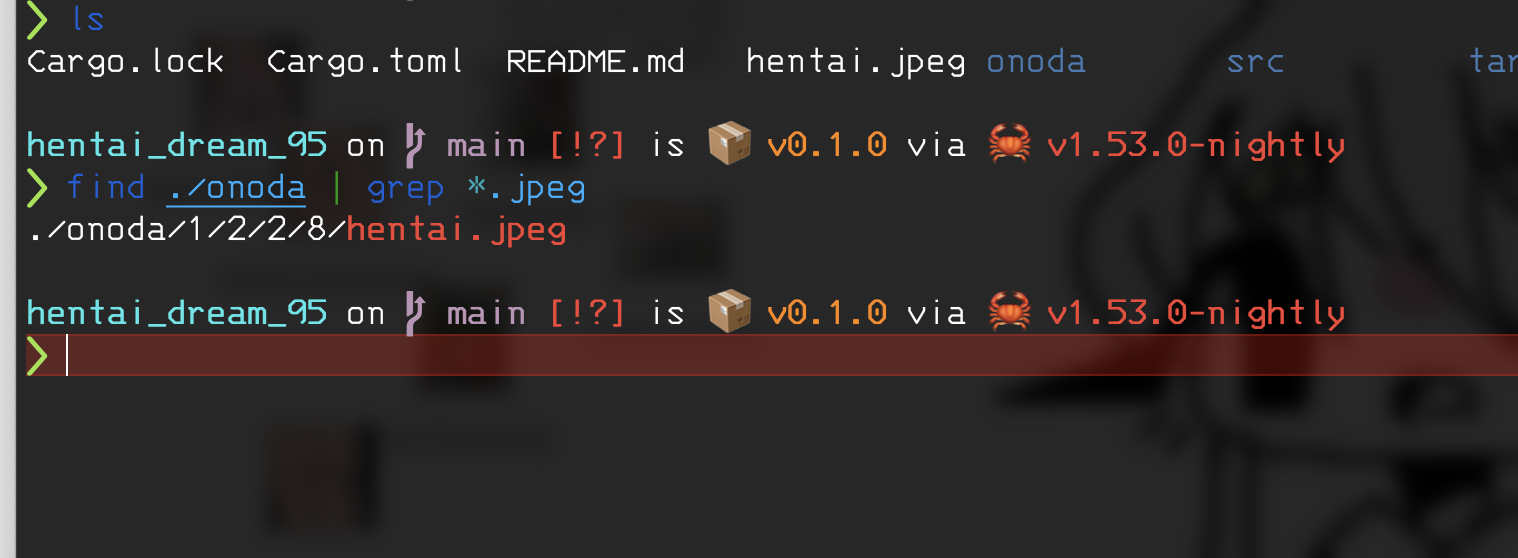 ❯ ls
Cargo.lock  Cargo.toml  README.md   hentai.jpeg onoda       src         tar
hentai_dream_95 on main [!?] is 📦 v0.1.0 via 🦀 v1.53.0-nightly
❯ find ./onoda | grep *.jpeg
./onoda/1/2/2/8/hentai.jpeg
hentai_dream_95 on main [!?] is 📦 v0.1.0 via 🦀 v1.53.0-nightly
❯